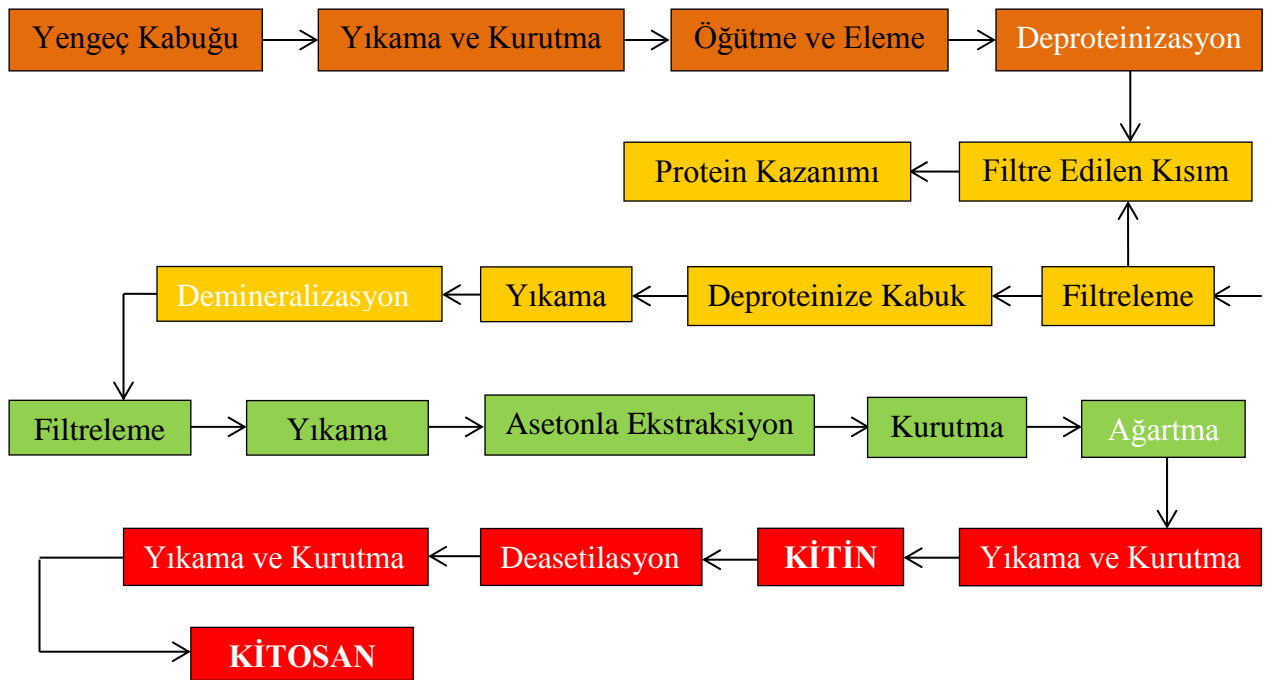 Yengeç Kabuğu
Yıkama ve Kurutma
Öğütme ve Eleme
Deproteinizasyon
Protein Kazanımı
Filtre Edilen Kısım
Demineralizasyon
Yıkama
Deproteinize Kabuk
Filtreleme
Filtreleme
Yıkama
Asetonla Ekstraksiyon
Kurutma
Ağartma
Yıkama ve Kurutma
Deasetilasyon
KİTİN
Yıkama ve Kurutma
KİTOSAN